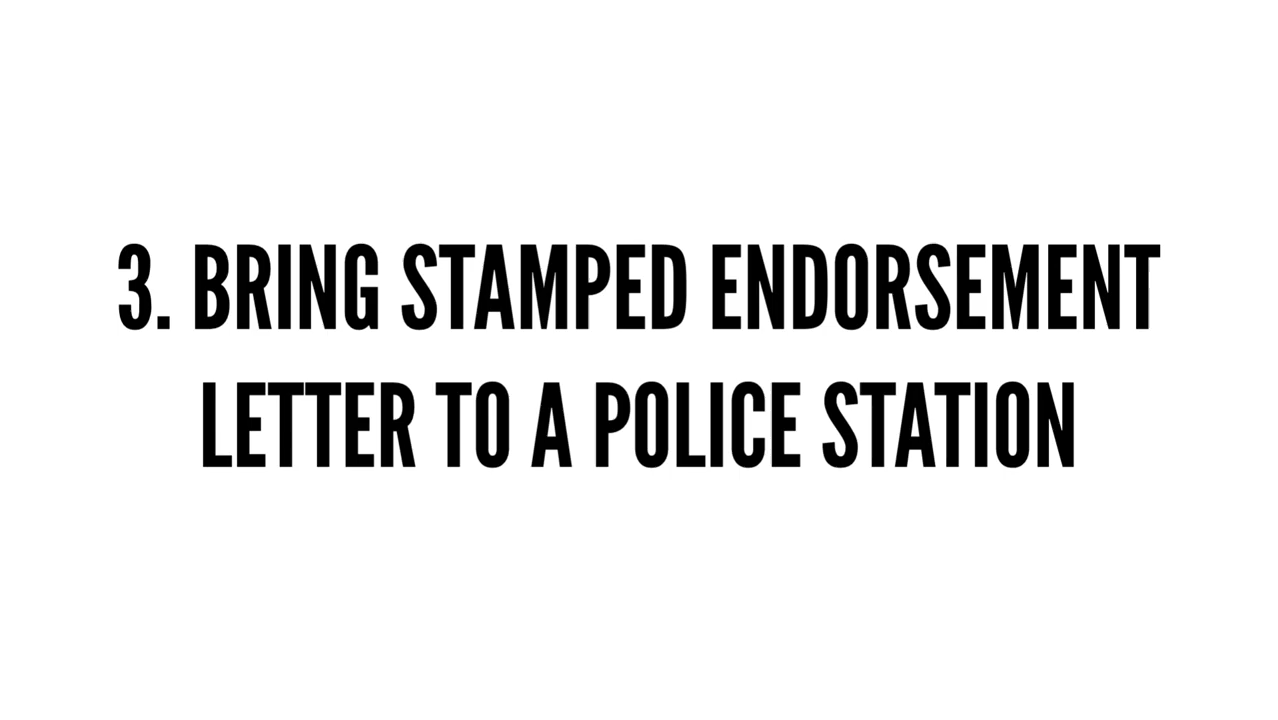 3. BRING STAMPED ENDORSEMENT
LETTER TO A POLICE STATION